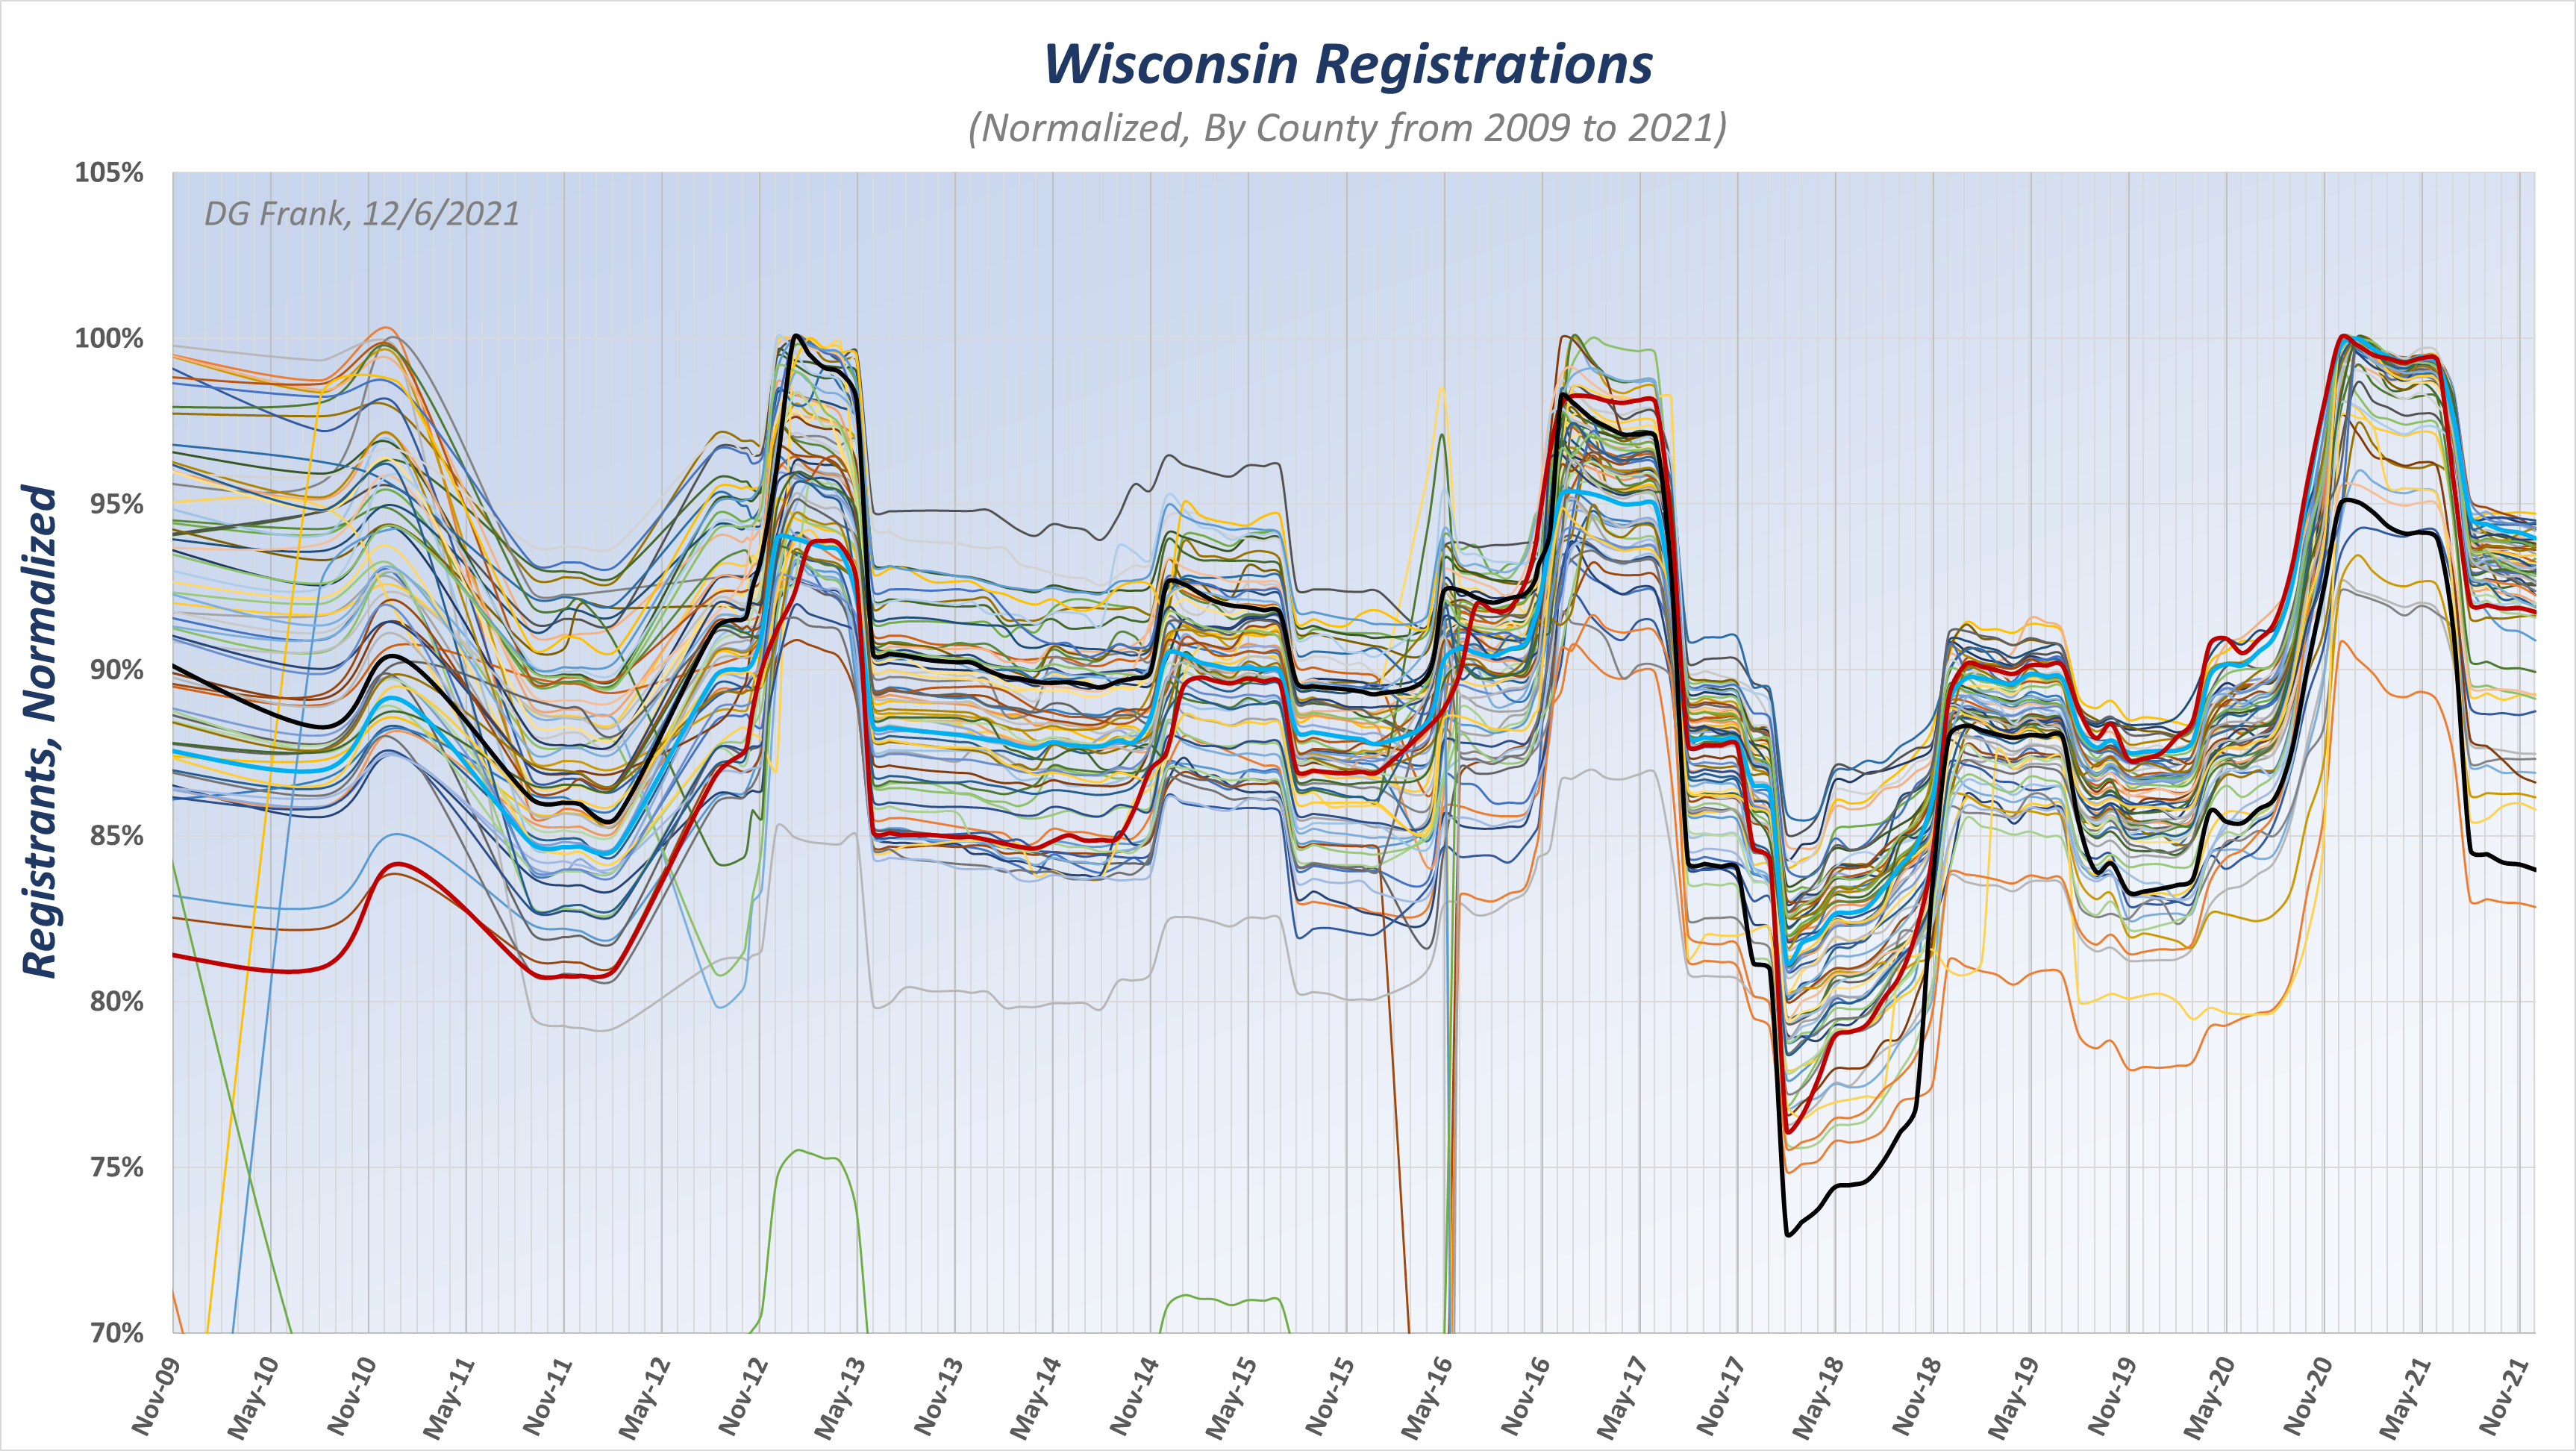 Wisconsin Registrations
(Normalized, By County from 2009 to 2021)
DG Frank, 12/6/2021
Registrants, Normalized
105%
100%
95%
90%
85%
80%
75%
70%
Nov-09
May-10
Nov-10
May-11
Nov-11
May-12
Nov-12
May-13
Nov-13
May-14
Nov-14
May-15
Nov-15
May-16
Nov-16
May-17
Nov-17
May-18
Nov-18
May-19
Nov-19
May-20
Nov-20
May-21
Nov-21